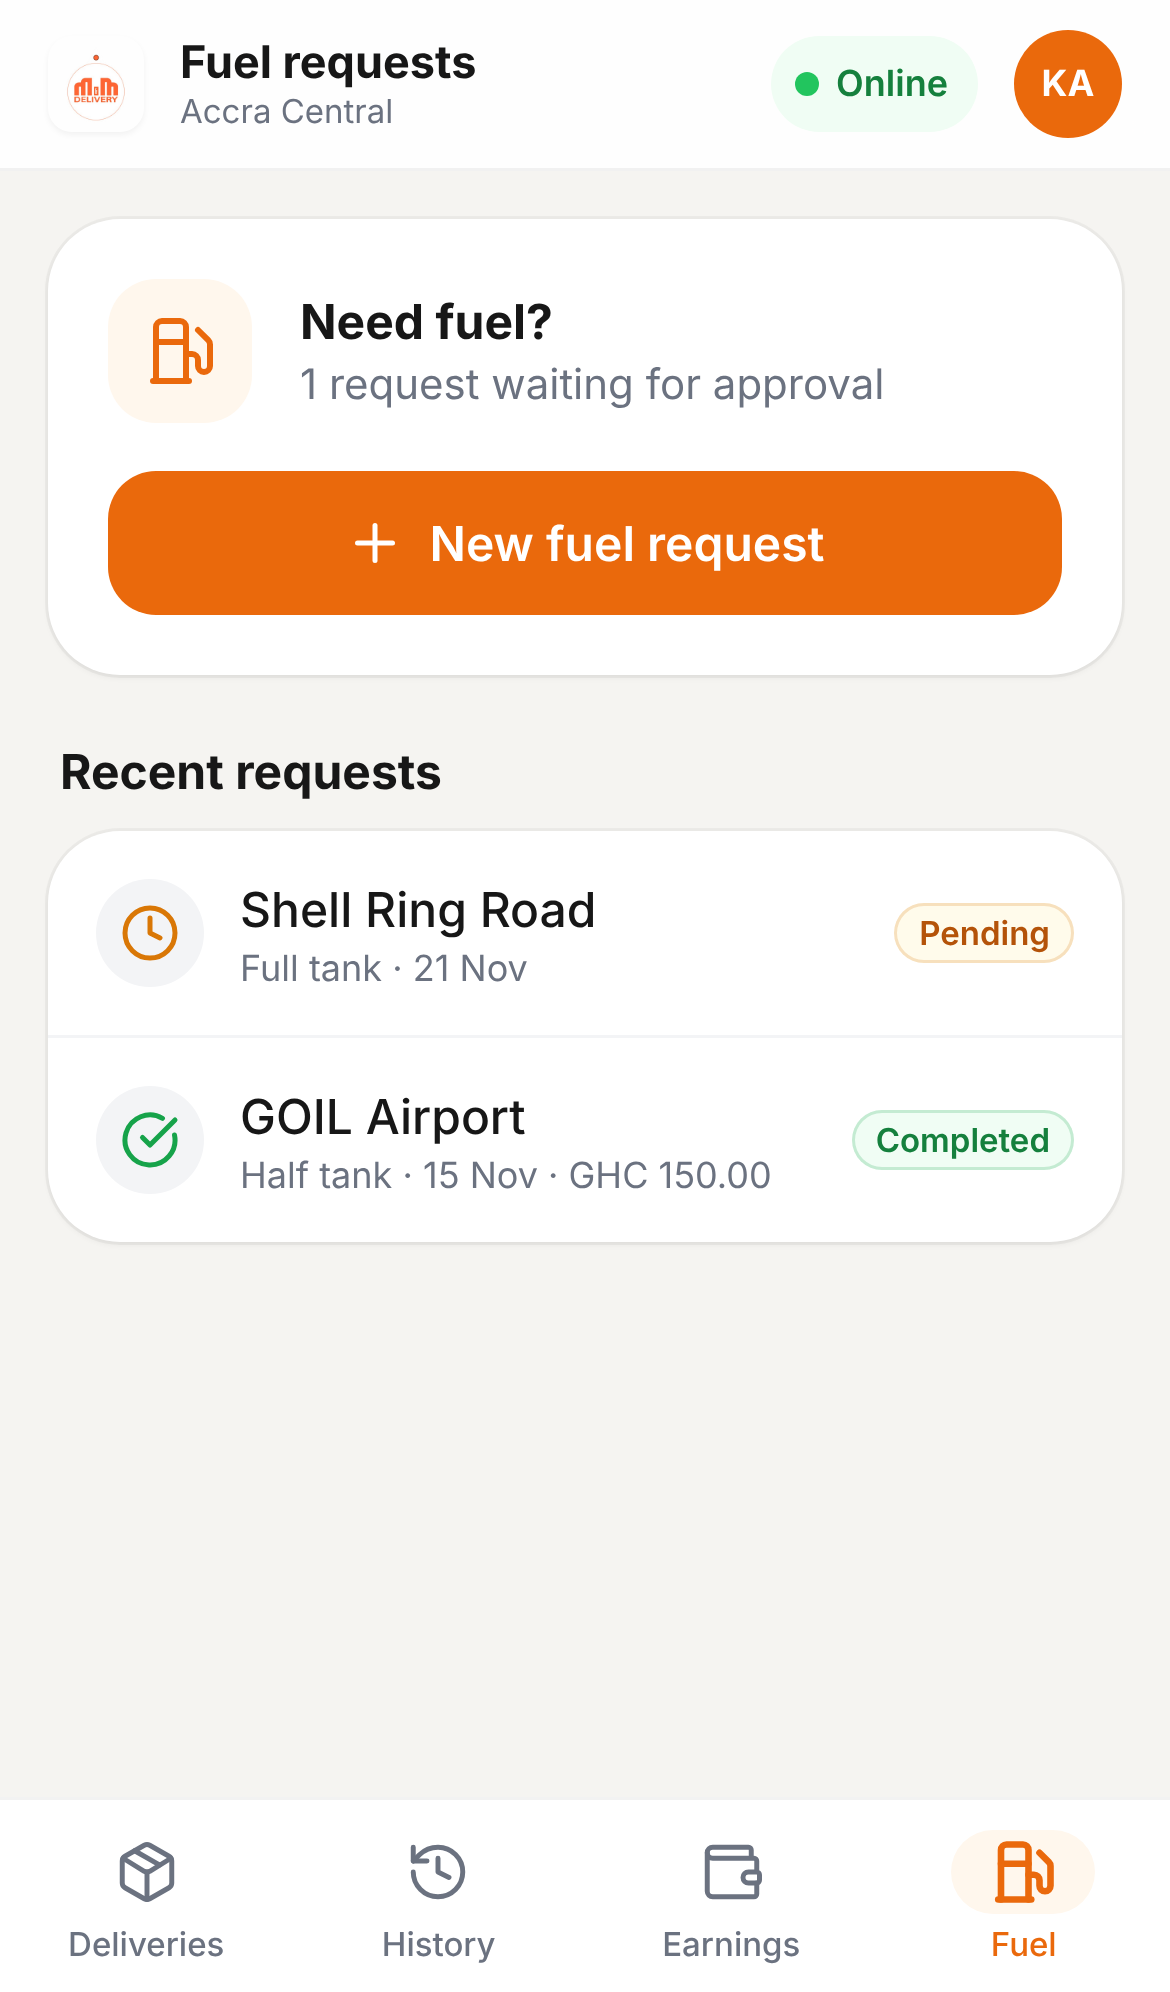 M&M
DELIVERY
Fuel requests
Accra Central
Online
KA
Need fuel?
1 request waiting for approval
New fuel request
Recent requests
Shell Ring Road
Full tank · 21 Nov
Pending
GOIL Airport
Half tank · 15 Nov · GHC 150.00
Completed
Deliveries
History
Earnings
Fuel